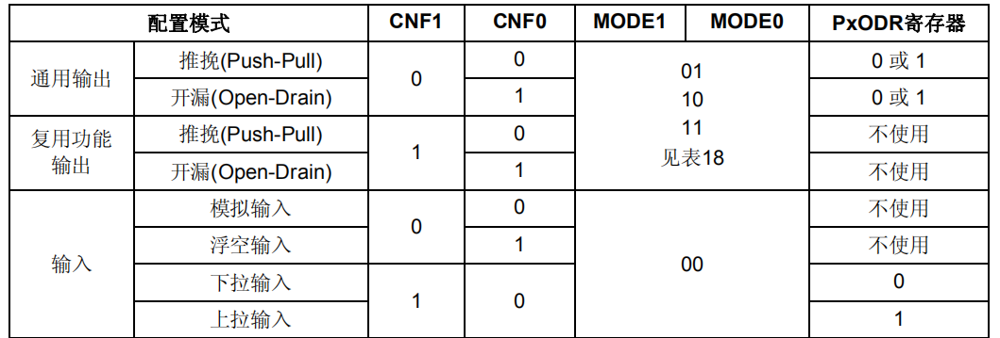 配置模式 CNF1 CNF0 MODE1 MODE0 PxODR寄存器
通用输出 推挽(Push-Pull) 0 0 01 10 11 见表18 0 或 1
开漏(Open-Drain) 1 0 或 1
复用功能输出 推挽(Push-Pull) 1 0 不使用
开漏(Open-Drain) 1 不使用
输入 模拟输入 0 0 00 不使用
浮空输入 1 不使用
下拉输入 1 0 0
上拉输入 1